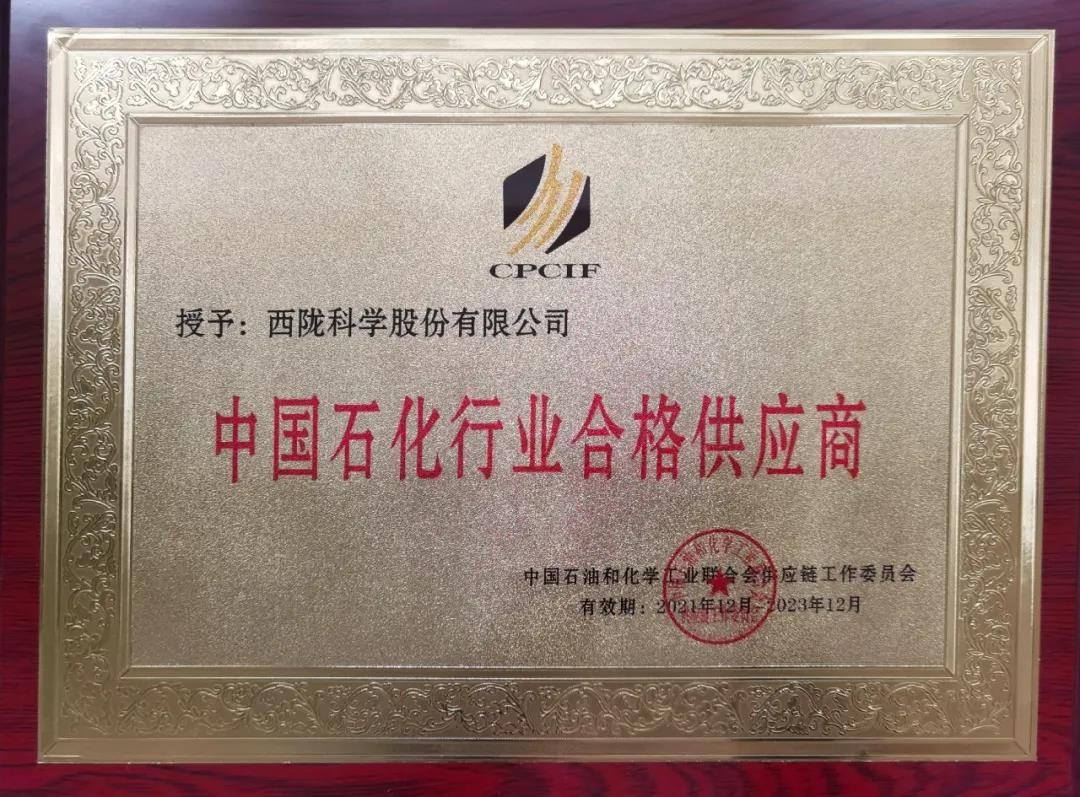 CPCIF
授予：西陇科学股份有限公司
中国石化行业合格供应商
中国石油和化学工业联合会供应链工作委员会
有效期：2021年12月-2023年12月